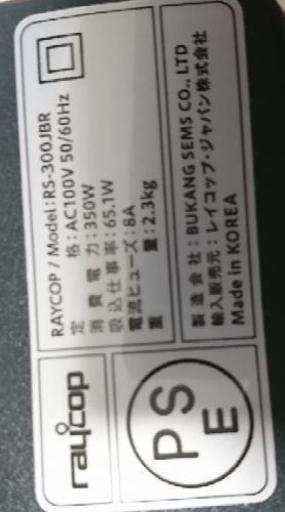 RAYCOP / Model : RS-300JBR
定　　格 : AC100V 50/60Hz
消 費 電 力 : 350W
吸込仕事率 : 65.1W
電流ヒューズ : 8A
重　　量 : 2.3kg
製 造 会 社 : BUKANG SEMS CO., LTD
輸入販売元 : レイコップ・ジャパン株式会社
Made in KOREA
raycop
PS
E